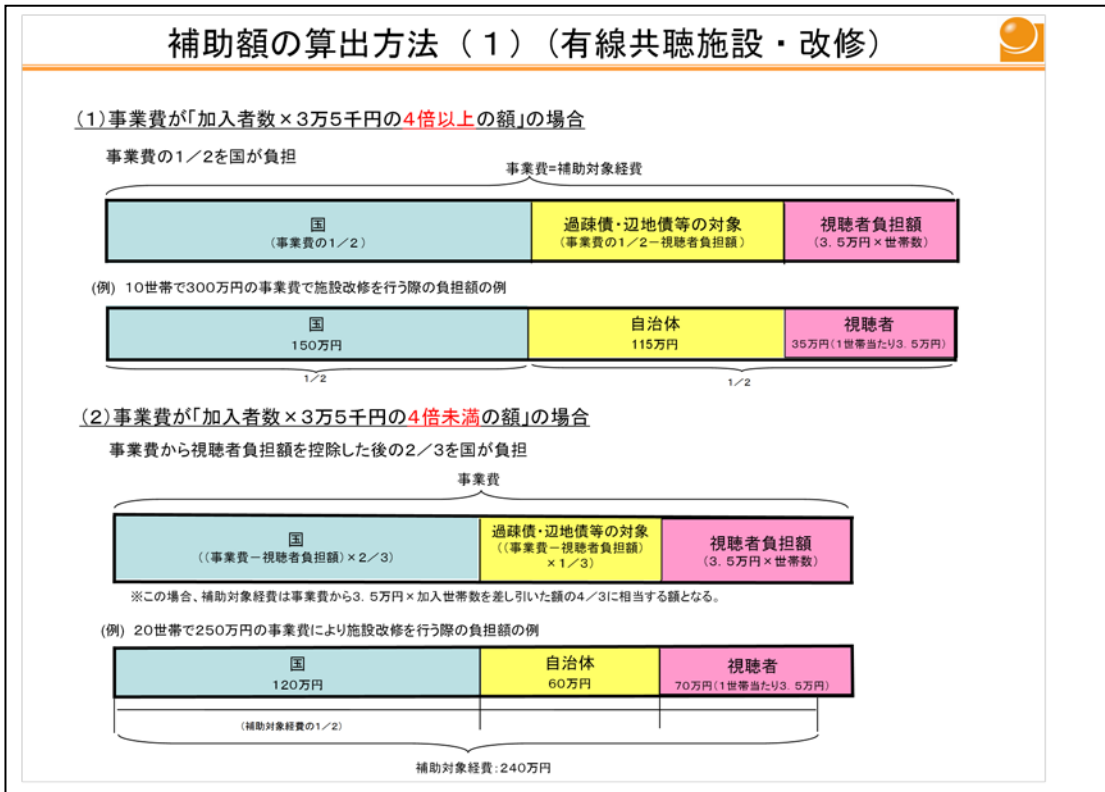 補助額の算出方法（１）（有線共聴施設・改修）
(1)事業費が「加入者数×3万5千円の4倍以上の額」の場合
事業費の1／2を国が負担
事業費=補助対象経費
国
(事業費の1／2)
過疎債・辺地債等の対象
(事業費の1／2－視聴者負担額)
視聴者負担額
(3．5万円×世帯数)
(例) 10世帯で300万円の事業費で施設改修を行う際の負担額の例
国
150万円
自治体
115万円
視聴者
35万円(1世帯当たり3．5万円)
1／2
1／2
(2)事業費が「加入者数×3万5千円の4倍未満の額」の場合
事業費から視聴者負担額を控除した後の2／3を国が負担
事業費
国
((事業費－視聴者負担額)×2／3)
過疎債・辺地債等の対象
((事業費－視聴者負担額)
×1／3)
視聴者負担額
(3．5万円×世帯数)
※この場合、補助対象経費は事業費から3．5万円×加入世帯数を差し引いた額の4／3に相当する額となる。
(例) 20世帯で250万円の事業費により施設改修を行う際の負担額の例
国
120万円
自治体
60万円
視聴者
70万円(1世帯当たり3．5万円)
(補助対象経費の1／2)
補助対象経費：240万円